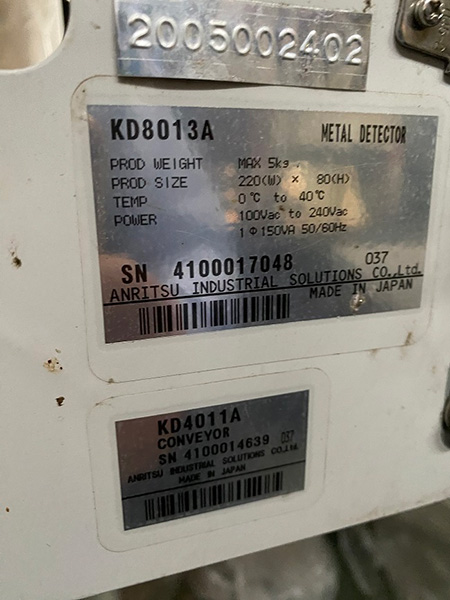 2005002402
KD8013A METAL DETECTOR
PROD WEIGHT MAX 5kg.
PROD SIZE 220(W) × 80(H)
TEMP 0℃ to 40℃
POWER 100Vac to 240Vac
1Φ150VA 50/60Hz
SN 4100017048 037
ANRITSU INDUSTRIAL SOLUTIONS CO.,Ltd.
MADE IN JAPAN
KD4011A
CONVEYOR
SN 4100014639 037
ANRITSU INDUSTRIAL SOLUTIONS CO.,Ltd.
MADE IN JAPAN